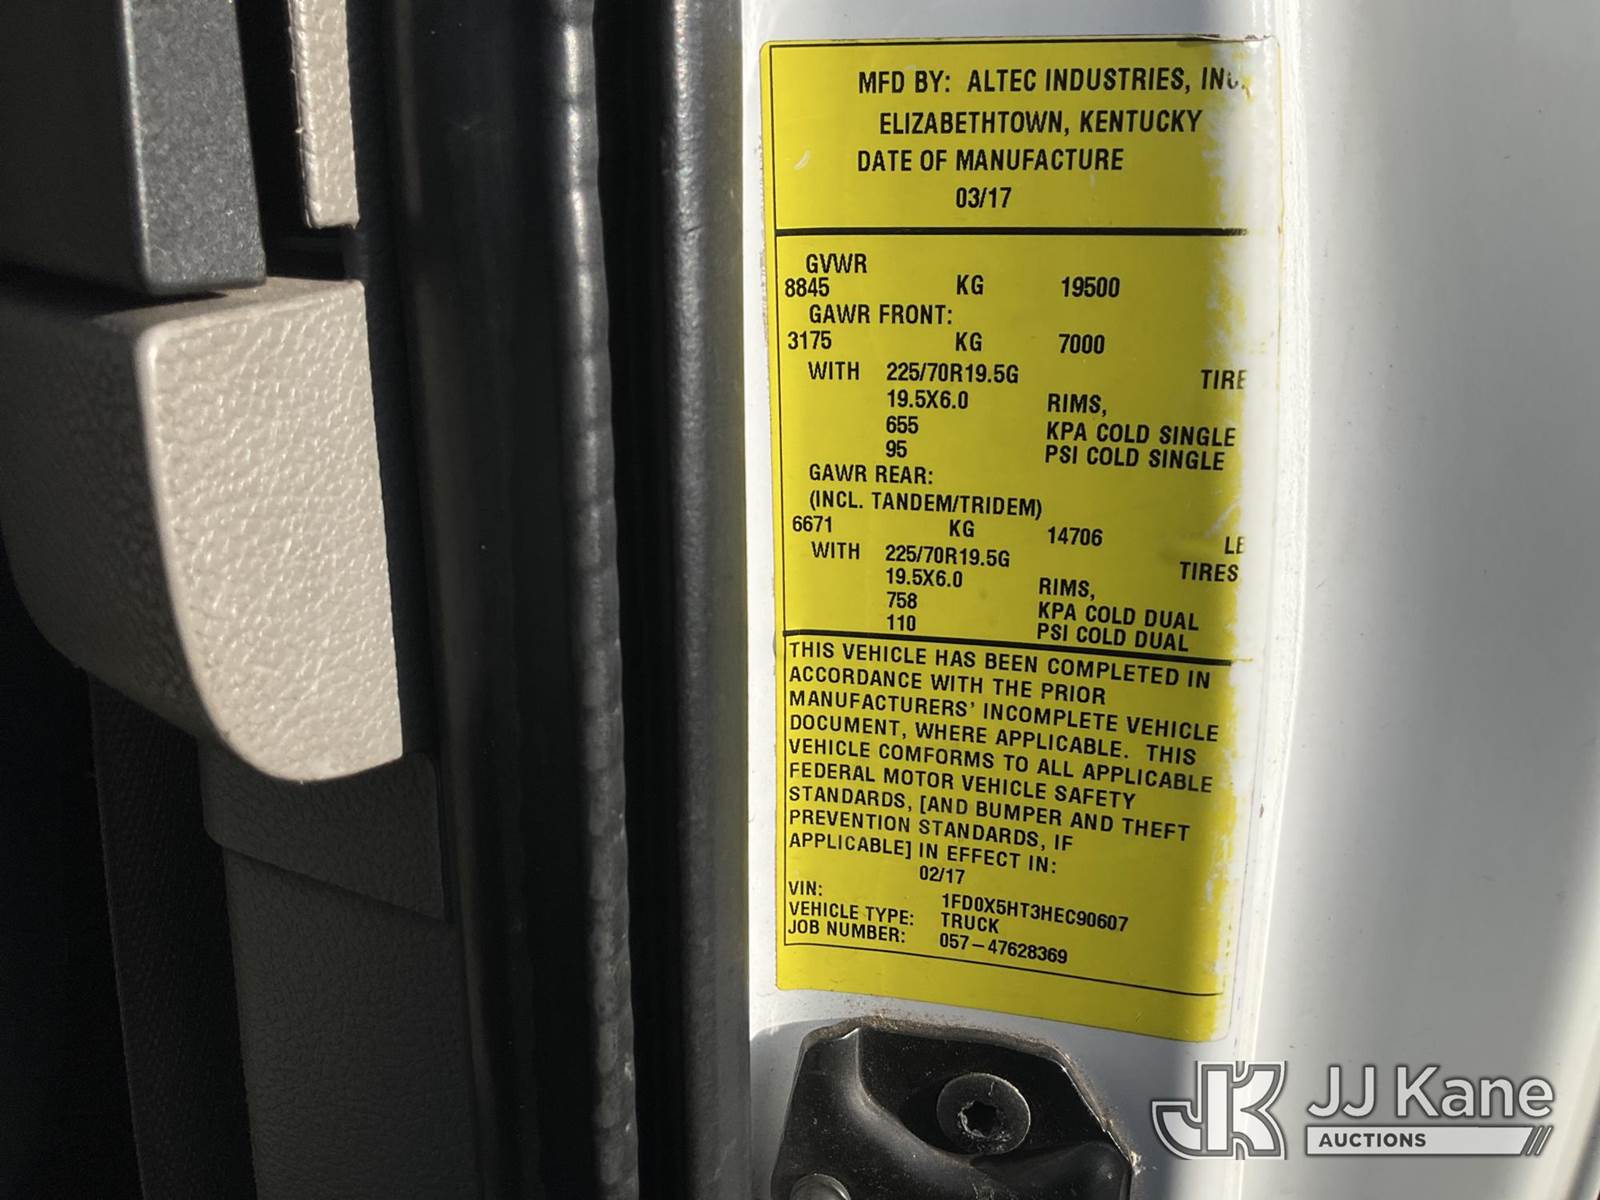 MFD BY: ALTEC INDUSTRIES, INC.
ELIZABETHTOWN, KENTUCKY
DATE OF MANUFACTURE
03/17
GVWR
8845 KG 19500
GAWR FRONT:
3175 KG 7000
WITH 225/70R19.5G TIRE
19.5X6.0 RIMS,
655 KPA COLD SINGLE
95 PSI COLD SINGLE
GAWR REAR:
(INCL. TANDEM/TRIDEM)
6671 KG 14706 LB
WITH 225/70R19.5G TIRES
19.5X6.0 RIMS,
758 KPA COLD DUAL
110 PSI COLD DUAL
THIS VEHICLE HAS BEEN COMPLETED IN
ACCORDANCE WITH THE PRIOR
MANUFACTURERS' INCOMPLETE VEHICLE
DOCUMENT, WHERE APPLICABLE. THIS
VEHICLE COMFORMS TO ALL APPLICABLE
FEDERAL MOTOR VEHICLE SAFETY
STANDARDS, [AND BUMPER AND THEFT
PREVENTION STANDARDS, IF
APPLICABLE] IN EFFECT IN:
02/17
VIN: 1FD0X5HT3HEC90607
VEHICLE TYPE: TRUCK
JOB NUMBER: 057-47628369
JK JJ Kane
AUCTIONS